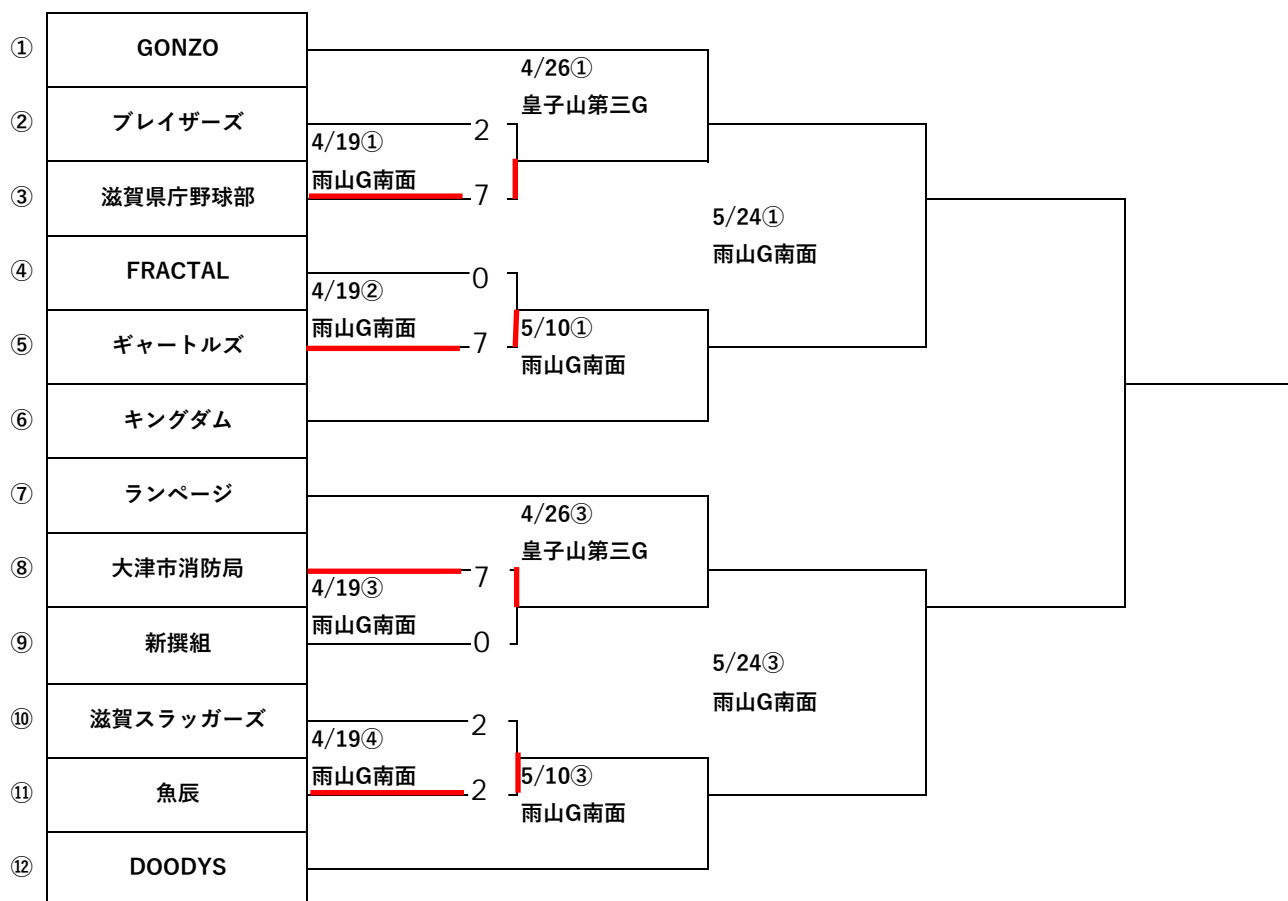 ① GONZO
4/26①
皇子山第三G
② ブレイザーズ 2
4/19①
雨山G南面
③ 滋賀県庁野球部 7
5/24①
雨山G南面
④ FRACTAL 0
4/19②
雨山G南面
⑤ ギャートルズ 7
5/10①
雨山G南面
⑥ キングダム
⑦ ランページ
4/26③
皇子山第三G
⑧ 大津市消防局 7
4/19③
雨山G南面
⑨ 新撰組 0
5/24③
雨山G南面
⑩ 滋賀スラッガーズ 2
4/19④
雨山G南面
⑪ 魚辰 2
5/10③
雨山G南面
⑫ DOODYS